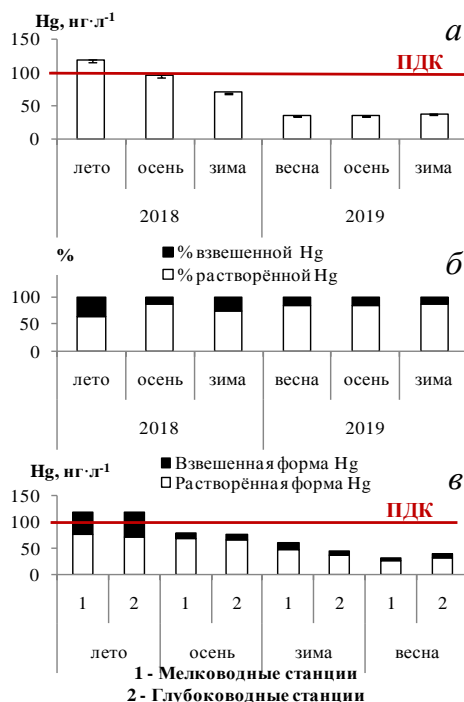 Hg, нг·л⁻¹
а
ПДК
150
100
50
0
лето осень зима весна осень зима
2018 2019
%
% взвешенной Hg
% растворённой Hg
б
100
50
0
лето осень зима весна осень зима
2018 2019
Hg, нг·л⁻¹
Взвешенная форма Hg
Растворённая форма Hg
в
ПДК
150
100
50
0
1 2 1 2 1 2 1 2
лето осень зима весна
1 - Мелководные станции
2 - Глубоководные станции